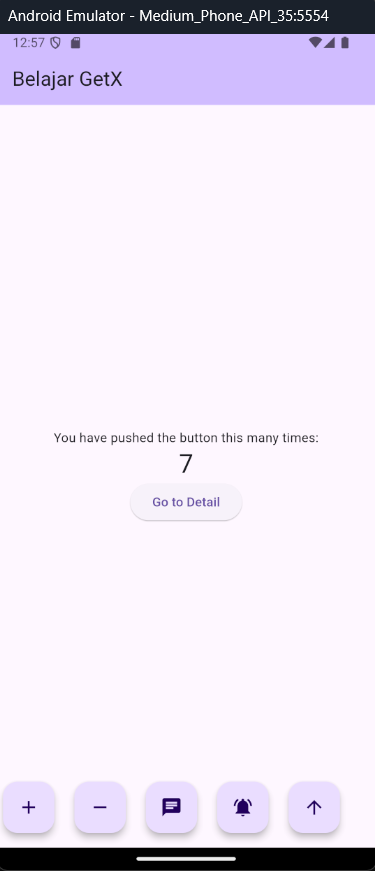 Android Emulator - Medium_Phone_API_35:5554
12:57
Belajar GetX
You have pushed the button this many times:
7
Go to Detail